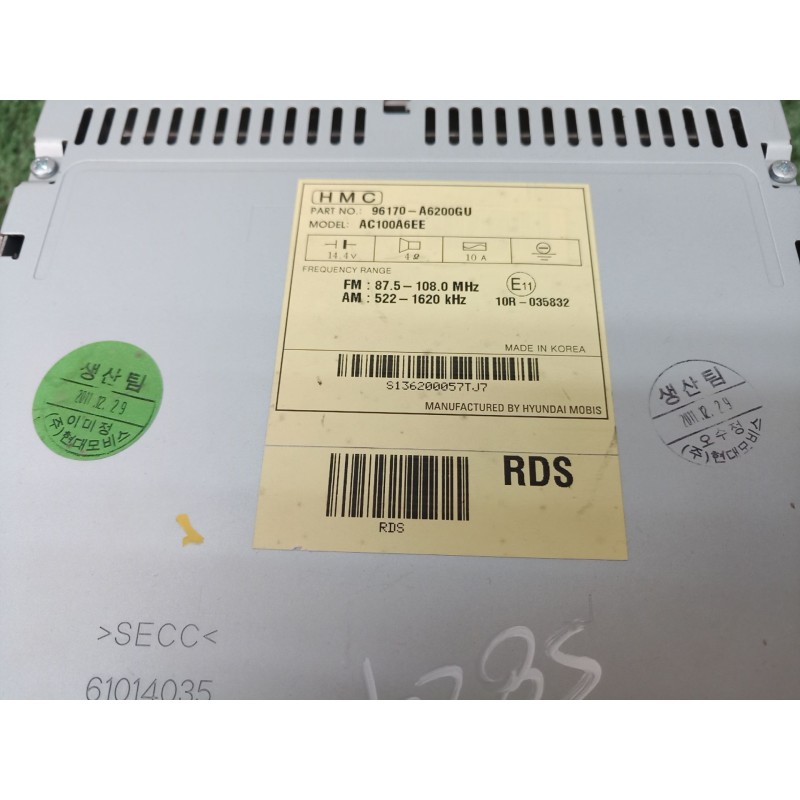 HMC
PART NO.: 96170-A6200GU
MODEL: AC100A6EE
14.4V 4Ω 10A
FREQUENCY RANGE
FM : 87.5-108.0 MHz
AM : 522-1620 kHz
E11
10R-035832
MADE IN KOREA
S136200057TJ7
MANUFACTURED BY HYUNDAI MOBIS
RDS
RDS
생산팀
2011.12.29
이미정
(주)현대모비스
생산팀
2011.12.29
오수정
(주)현대모비스
>SECC<
61014035